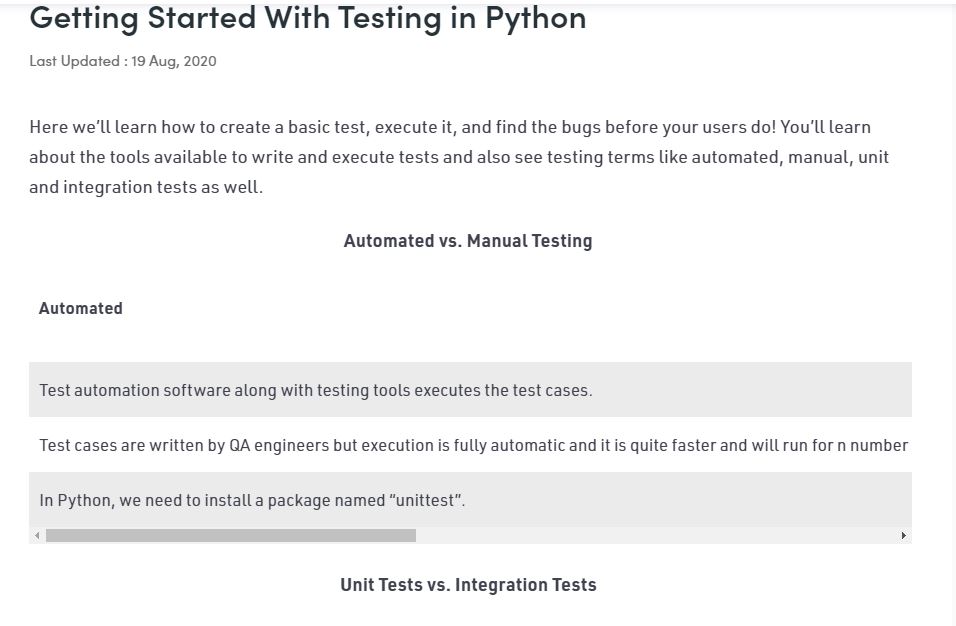 Getting Started With Testing in Python
Last Updated : 19 Aug, 2020
Here we’ll learn how to create a basic test, execute it, and find the bugs before your users do! You’ll learn
about the tools available to write and execute tests and also see testing terms like automated, manual, unit
and integration tests as well.
Automated vs. Manual Testing
Automated
Test automation software along with testing tools executes the test cases.
Test cases are written by QA engineers but execution is fully automatic and it is quite faster and will run for n number
In Python, we need to install a package named “unittest”.
Unit Tests vs. Integration Tests